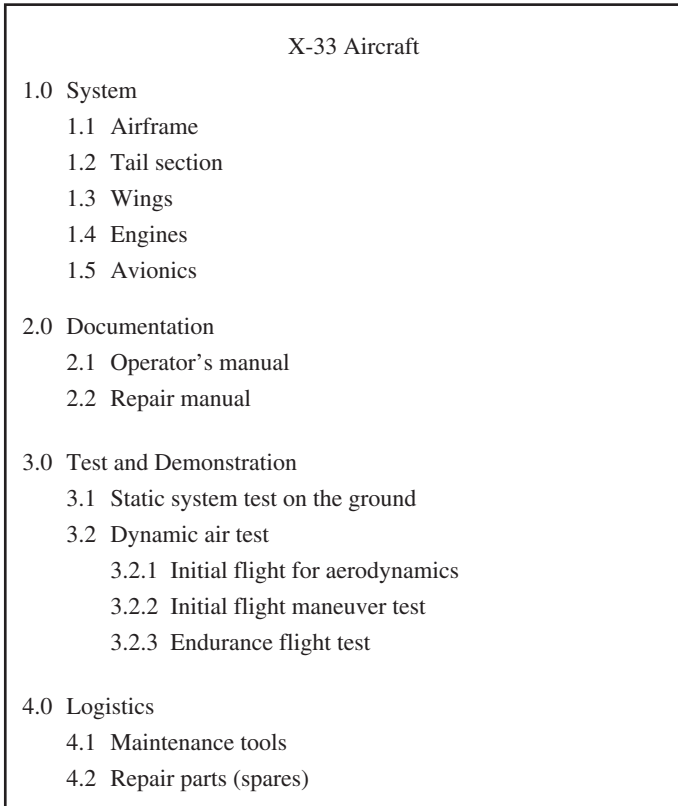 X-33 Aircraft
1.0 System
1.1 Airframe
1.2 Tail section
1.3 Wings
1.4 Engines
1.5 Avionics
2.0 Documentation
2.1 Operator’s manual
2.2 Repair manual
3.0 Test and Demonstration
3.1 Static system test on the ground
3.2 Dynamic air test
3.2.1 Initial flight for aerodynamics
3.2.2 Initial flight maneuver test
3.2.3 Endurance flight test
4.0 Logistics
4.1 Maintenance tools
4.2 Repair parts (spares)